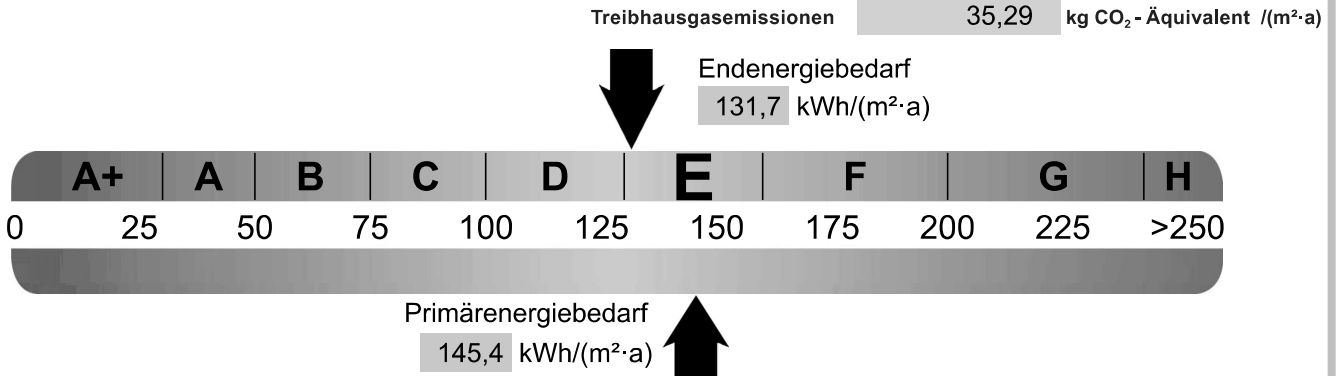 Treibhausgasemissionen 35,29 kg CO₂ - Äquivalent /(m²·a)
Endenergiebedarf
131,7 kWh/(m²·a)
A+ A B C D E F G H
0 25 50 75 100 125 150 175 200 225 >250
Primärenergiebedarf
145,4 kWh/(m²·a)